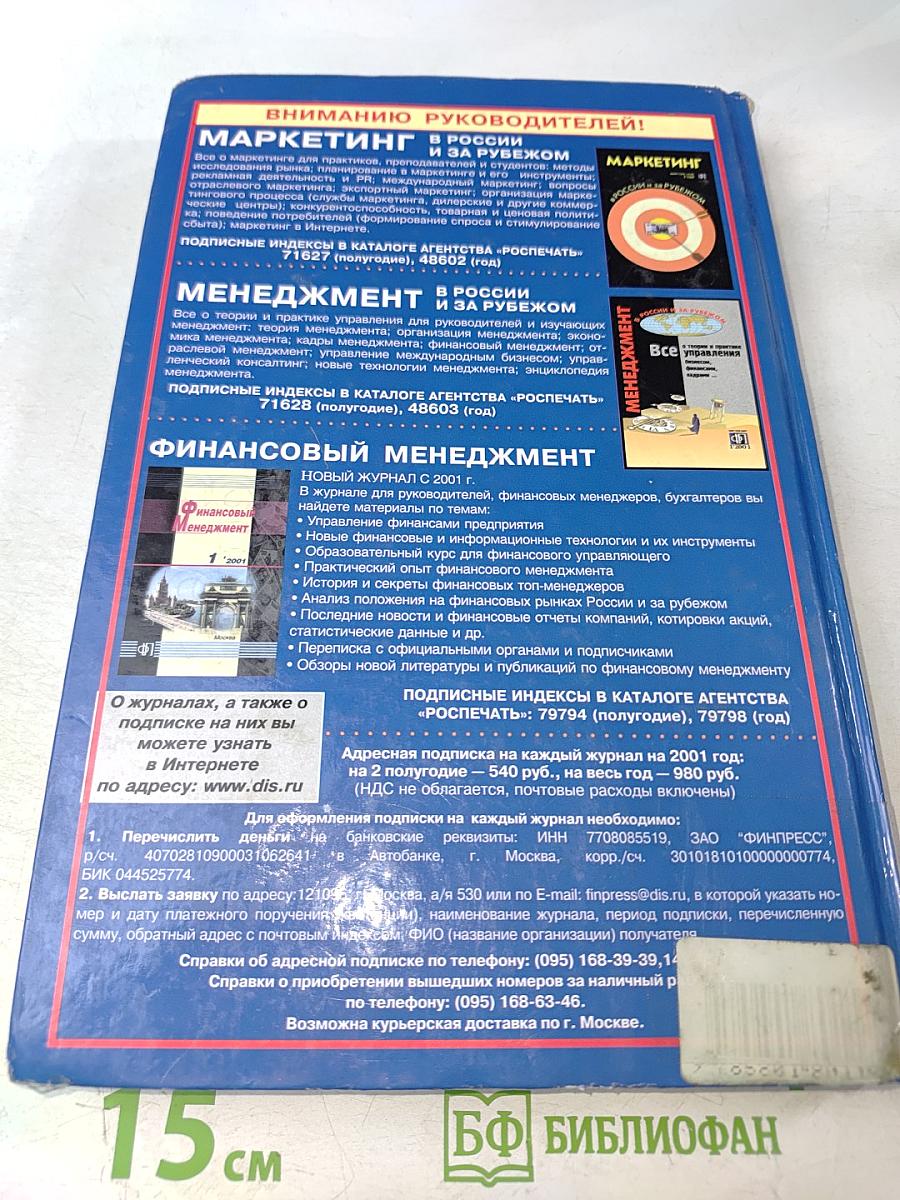 ВНИМАНИЮ РУКОВОДИТЕЛЕЙ!
МАРКЕТИНГ В РОССИИ
И ЗА РУБЕЖОМ
Все о маркетинге для практиков, преподавателей и студентов: методы
исследования рынка; планирование в маркетинге и его инструменты;
рекламная деятельность и PR; международный маркетинг; вопросы
отраслевого маркетинга; экспортный маркетинг; организация марке-
тингового процесса (службы маркетинга, дилерские и другие коммер-
ческие центры); конкурентоспособность, товарная и ценовая полити-
ка; поведение потребителей (формирование спроса и стимулирование
сбыта); маркетинг в Интернете.
ПОДПИСНЫЕ ИНДЕКСЫ В КАТАЛОГЕ АГЕНТСТВА «РОСПЕЧАТЬ»
71627 (полугодие), 48602 (год)
МАРКЕТИНГ
в РОССИИ и за РУБЕЖОМ
МЕНЕДЖМЕНТ В РОССИИ
И ЗА РУБЕЖОМ
Все о теории и практике управления для руководителей и изучающих
менеджмент: теория менеджмента; организация менеджмента; эконо-
мика менеджмента; кадры менеджмента; финансовый менеджмент; от-
раслевой менеджмент; управление международным бизнесом; управ-
ленческий консалтинг; новые технологии менеджмента; энциклопедия
менеджмента.
ПОДПИСНЫЕ ИНДЕКСЫ В КАТАЛОГЕ АГЕНТСТВА «РОСПЕЧАТЬ»
71628 (полугодие), 48603 (год)
МЕНЕДЖМЕНТ
В РОССИИ И ЗА РУБЕЖОМ
Все о теории и практике
управления
бизнесом,
финансами,
кадрами ...
1'2001
ФИНАНСОВЫЙ МЕНЕДЖМЕНТ
Финансовый
Менеджмент
1 '2001
Москва
НОВЫЙ ЖУРНАЛ С 2001 г.
В журнале для руководителей, финансовых менеджеров, бухгалтеров вы
найдете материалы по темам:
• Управление финансами предприятия
• Новые финансовые и информационные технологии и их инструменты
• Образовательный курс для финансового управляющего
• Практический опыт финансового менеджмента
• История и секреты финансовых топ-менеджеров
• Анализ положения на финансовых рынках России и за рубежом
• Последние новости и финансовые отчеты компаний, котировки акций,
статистические данные и др.
• Переписка с официальными органами и подписчиками
• Обзоры новой литературы и публикаций по финансовому менеджменту
ПОДПИСНЫЕ ИНДЕКСЫ В КАТАЛОГЕ АГЕНТСТВА
«РОСПЕЧАТЬ»: 79794 (полугодие), 79798 (год)
О журналах, а также о
подписке на них вы
можете узнать
в Интернете
по адресу: www.dis.ru
Адресная подписка на каждый журнал на 2001 год:
на 2 полугодие — 540 руб., на весь год — 980 руб.
(НДС не облагается, почтовые расходы включены)
Для оформления подписки на каждый журнал необходимо:
1. Перечислить деньги на банковские реквизиты: ИНН 7708085519, ЗАО "ФИНПРЕСС",
р/сч. 40702810900031062641 в Автобанке, г. Москва, корр./сч. 30101810100000000774,
БИК 044525774.
2. Выслать заявку по адресу: г. Москва, а/я 530 или по E-mail: finpress@dis.ru, в которой указать но-
мер и дату платежного поручения наименование журнала, период подписки, перечисленную
сумму, обратный адрес с почтовым индексом, ФИО (название организации) получателя
Справки об адресной подписке по телефону: (095) 168-39-39,
Справки о приобретении вышедших номеров за наличный
по телефону: (095) 168-63-46.
Возможна курьерская доставка по г. Москве.
15 см
БФ БИБЛИОФАН